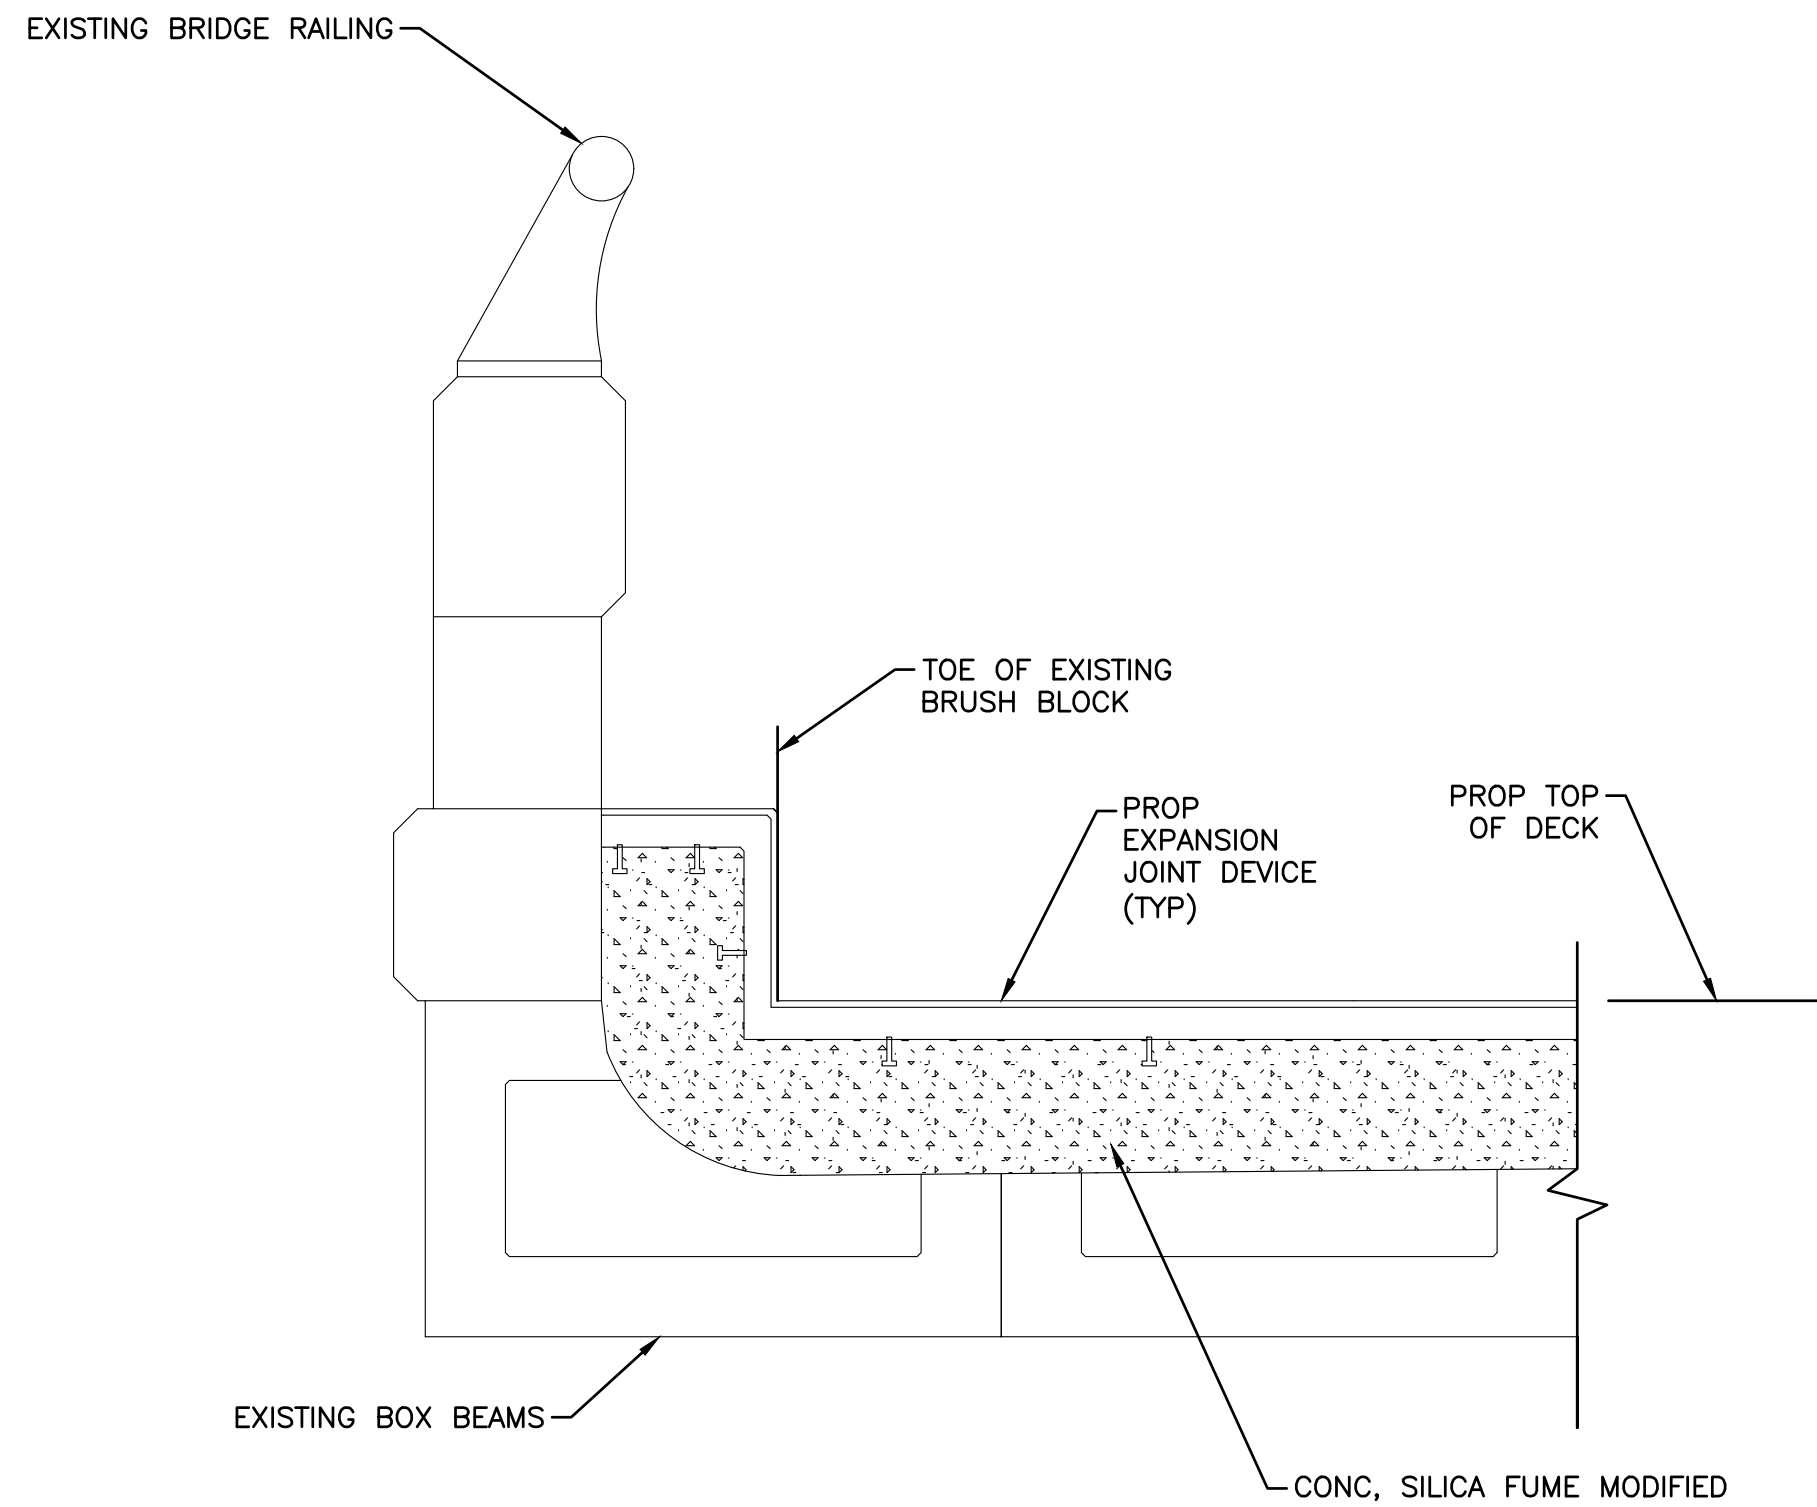 EXISTING BRIDGE RAILING
TOE OF EXISTING
BRUSH BLOCK
PROP
EXPANSION
JOINT DEVICE
(TYP)
PROP TOP
OF DECK
EXISTING BOX BEAMS
CONC, SILICA FUME MODIFIED